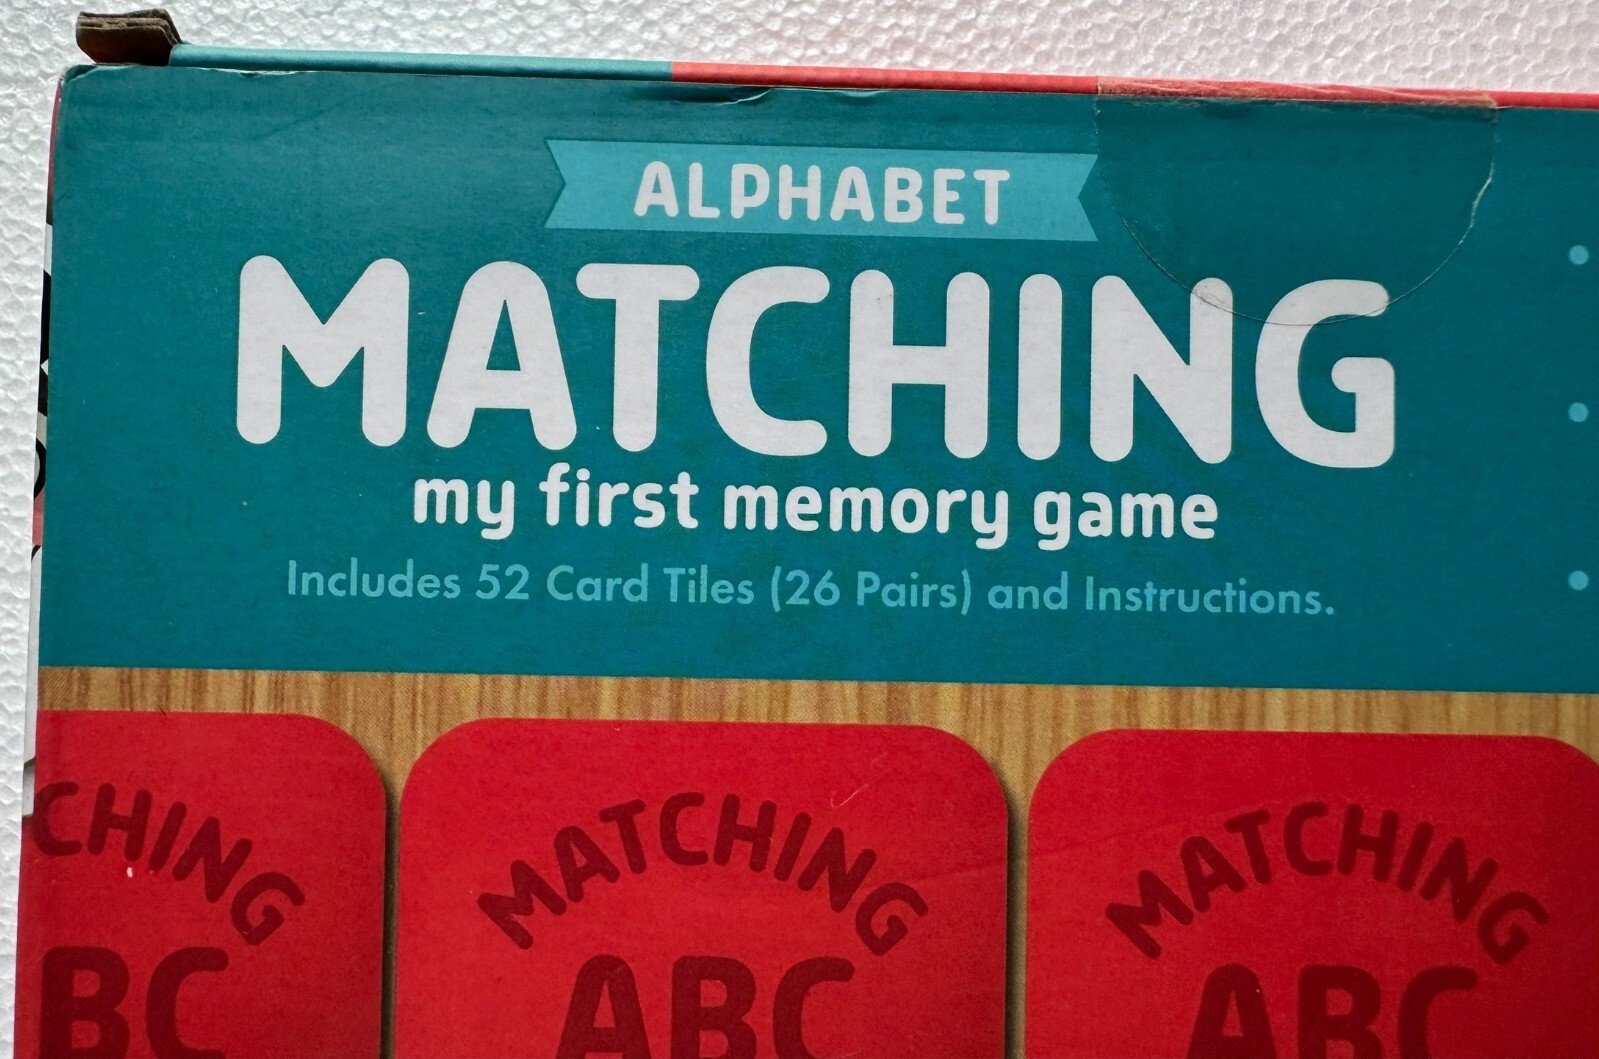 ALPHABET
MATCHING
my first memory game
Includes 52 Card Tiles (26 Pairs) and Instructions.
CHING
BC
MATCHING
ABC
MATCHING
ABC